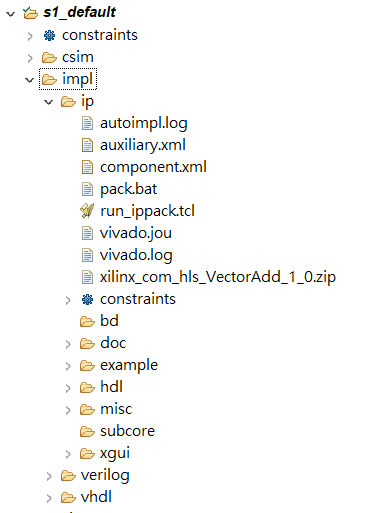 s1_default
constraints
csim
impl
ip
autoimpl.log
auxiliary.xml
component.xml
pack.bat
run_ippack.tcl
vivado.jou
vivado.log
xilinx_com_hls_VectorAdd_1_0.zip
constraints
bd
doc
example
hdl
misc
subcore
xgui
verilog
vhdl